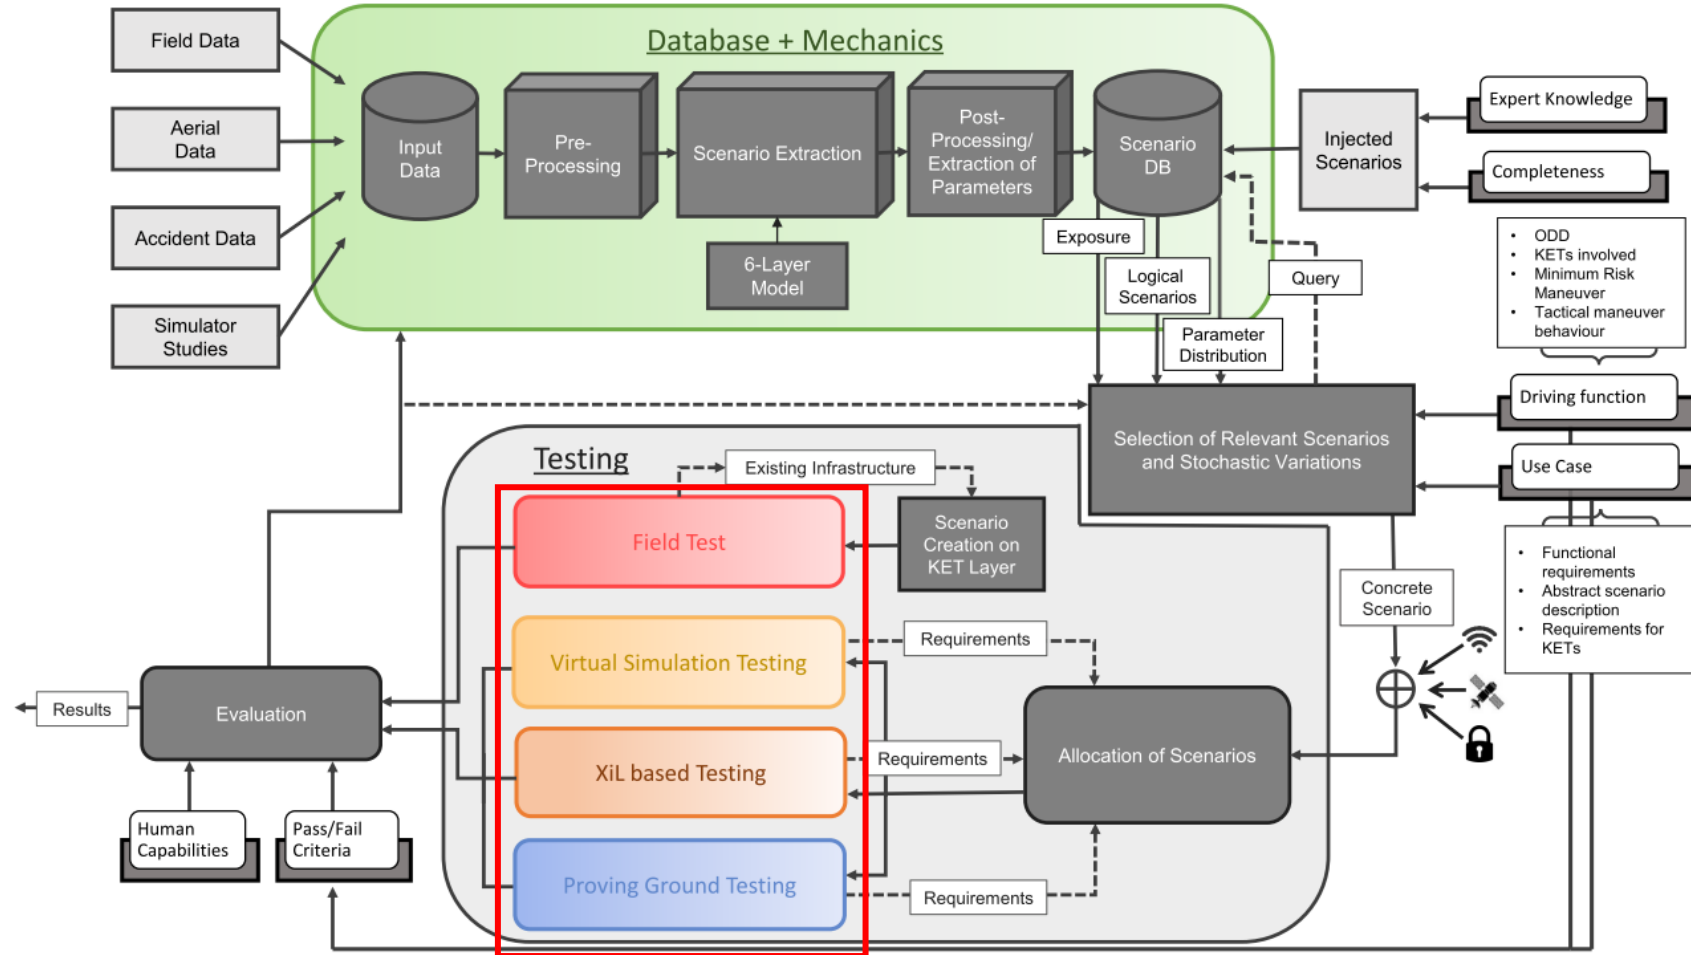 Database + Mechanics
Field Data
Aerial
Data
Accident Data
Simulator
Studies
Input
Data
Pre-
Processing
Scenario Extraction
6-Layer
Model
Post-
Processing/
Extraction of
Parameters
Scenario
DB
Injected
Scenarios
Expert Knowledge
Completeness
Exposure
Logical
Scenarios
Parameter
Distribution
Query
• ODD
• KETs involved
• Minimum Risk
Maneuver
• Tactical maneuver
behaviour
Driving function
Use Case
• Functional
requirements
• Abstract scenario
description
• Requirements for
KETs
Selection of Relevant Scenarios
and Stochastic Variations
Concrete
Scenario
Testing
Existing Infrastructure
Scenario
Creation on
KET Layer
Field Test
Virtual Simulation Testing
XiL based Testing
Proving Ground Testing
Requirements
Requirements
Requirements
Allocation of Scenarios
Evaluation
Results
Human
Capabilities
Pass/Fail
Criteria